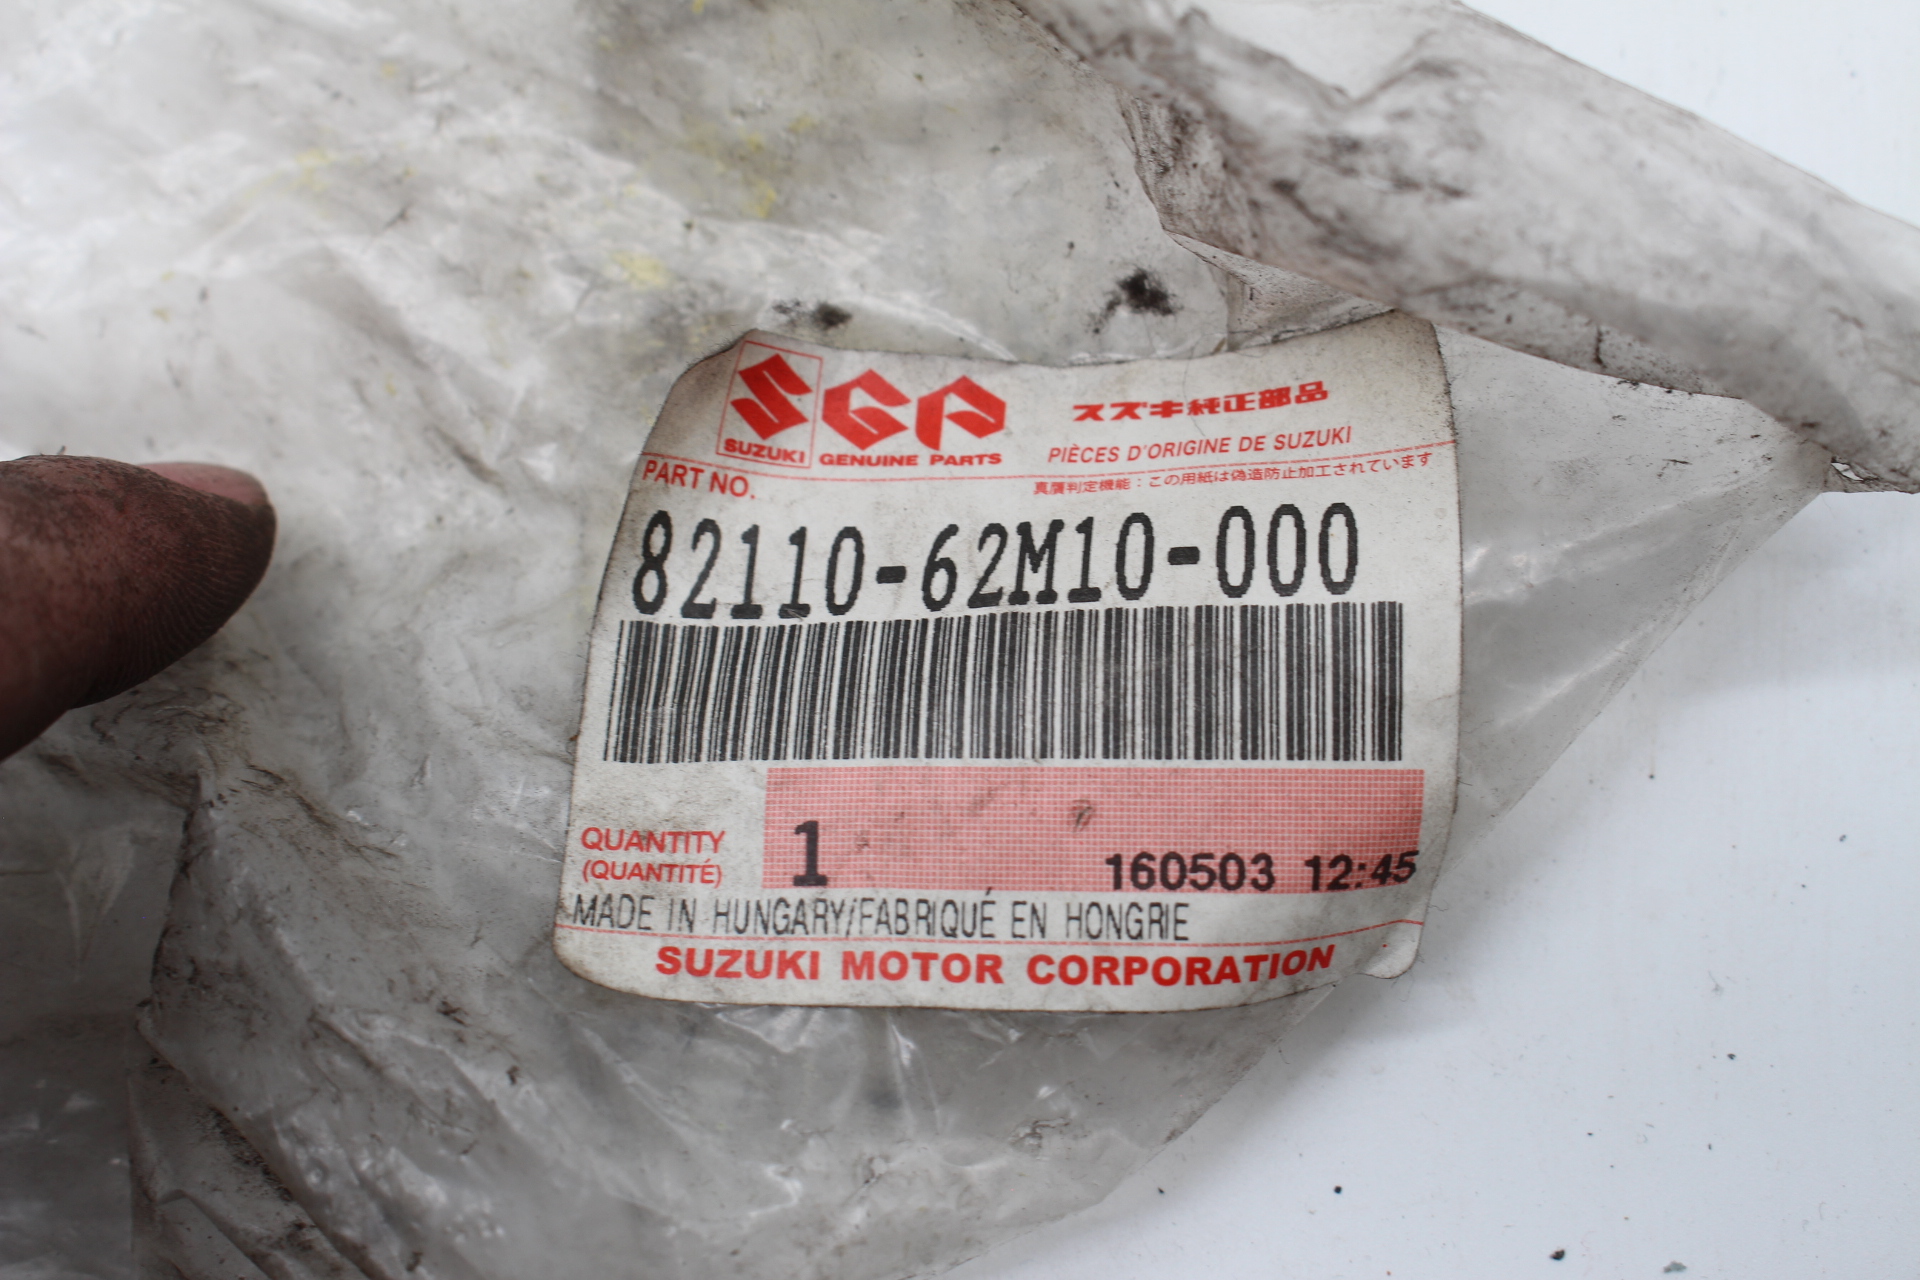 SUZUKI
SGP
GENUINE PARTS
スズキ純正部品
PIÈCES D'ORIGINE DE SUZUKI
PART NO.
真贋判定機能：この用紙は偽造防止加工されています
82110-62M10-000
QUANTITY
(QUANTITÉ)
1
160503 12:45
MADE IN HUNGARY/FABRIQUÉ EN HONGRIE
SUZUKI MOTOR CORPORATION